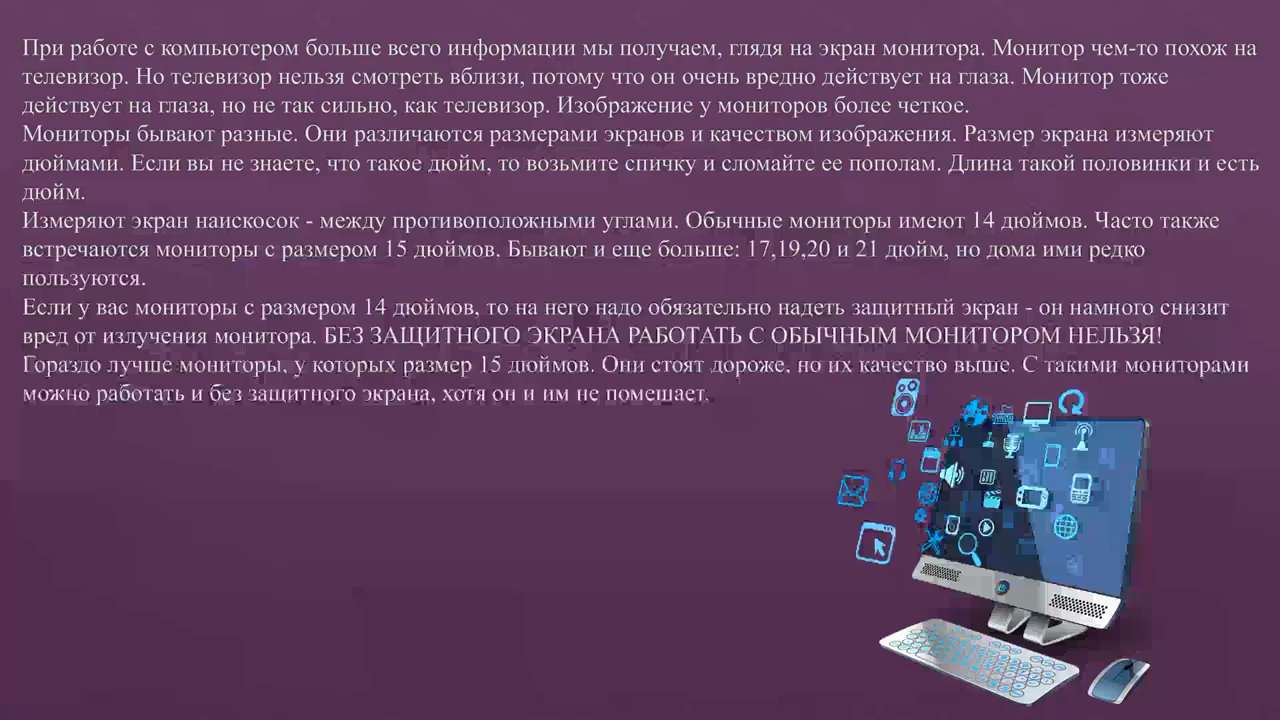 При работе с компьютером больше всего информации мы получаем, глядя на экран монитора. Монитор чем-то похож на
телевизор. Но телевизор нельзя смотреть вблизи, потому что он очень вредно действует на глаза. Монитор тоже
действует на глаза, но не так сильно, как телевизор. Изображение у мониторов более четкое.
Мониторы бывают разные. Они различаются размерами экранов и качеством изображения. Размер экрана измеряют
дюймами. Если вы не знаете, что такое дюйм, то возьмите спичку и сломайте ее пополам. Длина такой половинки и есть
дюйм.
Измеряют экран наискосок - между противоположными углами. Обычные мониторы имеют 14 дюймов. Часто также
встречаются мониторы с размером 15 дюймов. Бывают и еще больше: 17,19,20 и 21 дюйм, но дома ими редко
пользуются.
Если у вас мониторы с размером 14 дюймов, то на него надо обязательно надеть защитный экран - он намного снизит
вред от излучения монитора. БЕЗ ЗАЩИТНОГО ЭКРАНА РАБОТАТЬ С ОБЫЧНЫМ МОНИТОРОМ НЕЛЬЗЯ!
Гораздо лучше мониторы, у которых размер 15 дюймов. Они стоят дороже, но их качество выше. С такими мониторами
можно работать и без защитного экрана, хотя он и им не помешает.